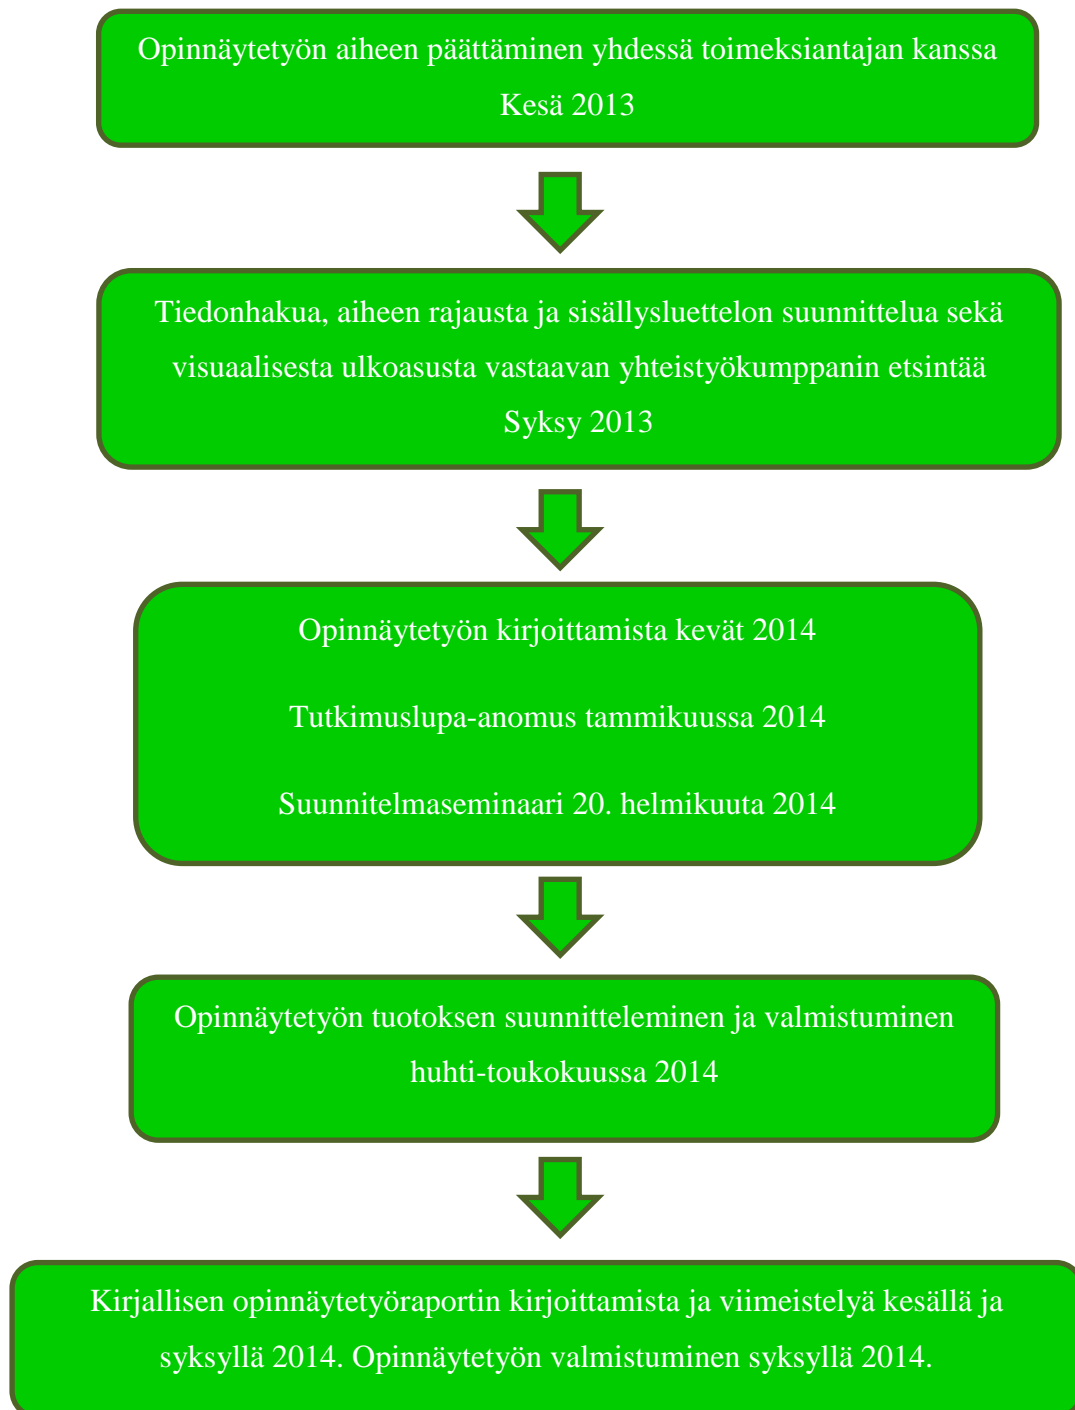 Opinnäytetyön aiheen päättäminen yhdessä toimeksiantajan kanssa
Kesä 2013
Tiedonhakua, aiheen rajausta ja sisällysluettelon suunnittelua sekä
visuaalisesta ulkoasusta vastaavan yhteistyökumppanin etsintää
Syksy 2013
Opinnäytetyön kirjoittamista kevät 2014
Tutkimuslupa-anomus tammikuussa 2014
Suunnitelmaseminaari 20. helmikuuta 2014
Opinnäytetyön tuotoksen suunnitteleminen ja valmistuminen
huhti-toukokuussa 2014
Kirjallisen opinnäytetyöraportin kirjoittamista ja viimeistelyä kesällä ja
syksyllä 2014. Opinnäytetyön valmistuminen syksyllä 2014.